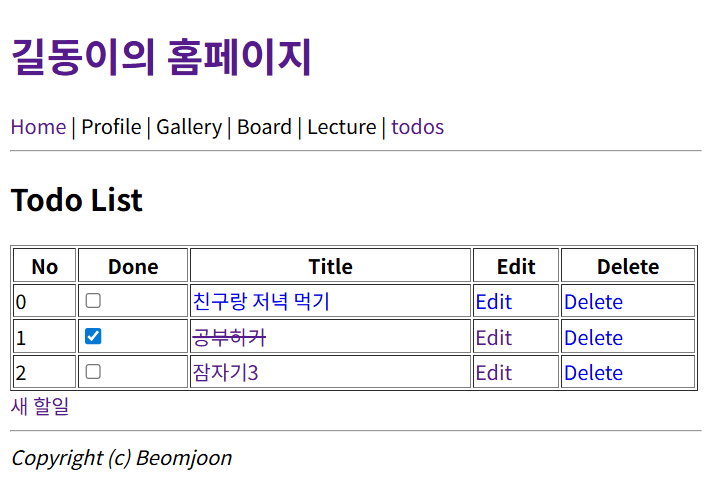 길동이의 홈페이지
Home | Profile | Gallery | Board | Lecture | todos
Todo List
No Done Title Edit Delete
0 친구랑 저녁 먹기 Edit Delete
1 공부하기 Edit Delete
2 잠자기3 Edit Delete
새 할일
Copyright (c) Beomjoon